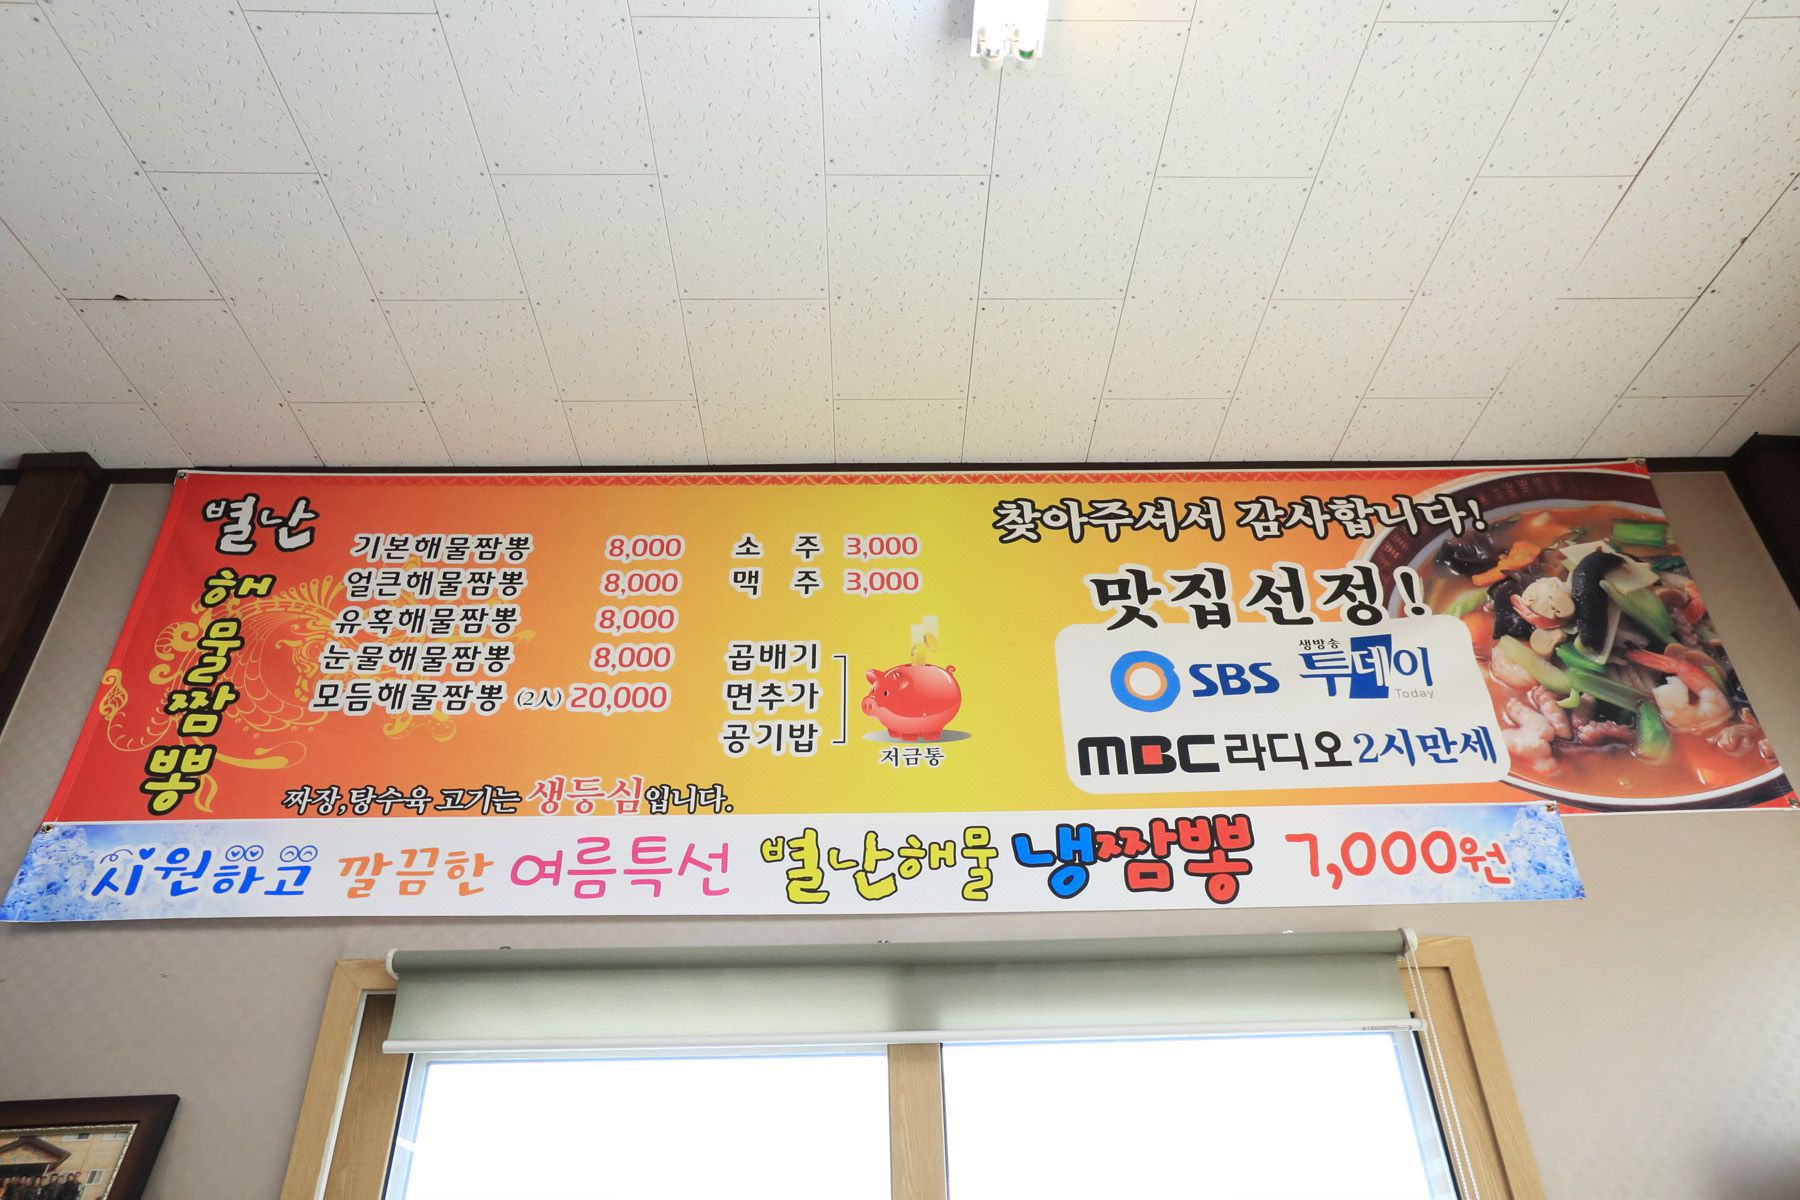 별난
해물짬뽕
기본해물짬뽕 8,000
얼큰해물짬뽕 8,000
유혹해물짬뽕 8,000
눈물해물짬뽕 8,000
모듬해물짬뽕 (2人) 20,000
소 주 3,000
맥 주 3,000
곱배기
면추가
공기밥
저금통
짜장,탕수육 고기는 생등심입니다.
찾아주셔서 감사합니다!
맛집선정!
SBS 생방송 투데이
Today
MBC라디오 2시만세
시원하고 깔끔한 여름특선 별난해물 냉짬뽕 7,000원